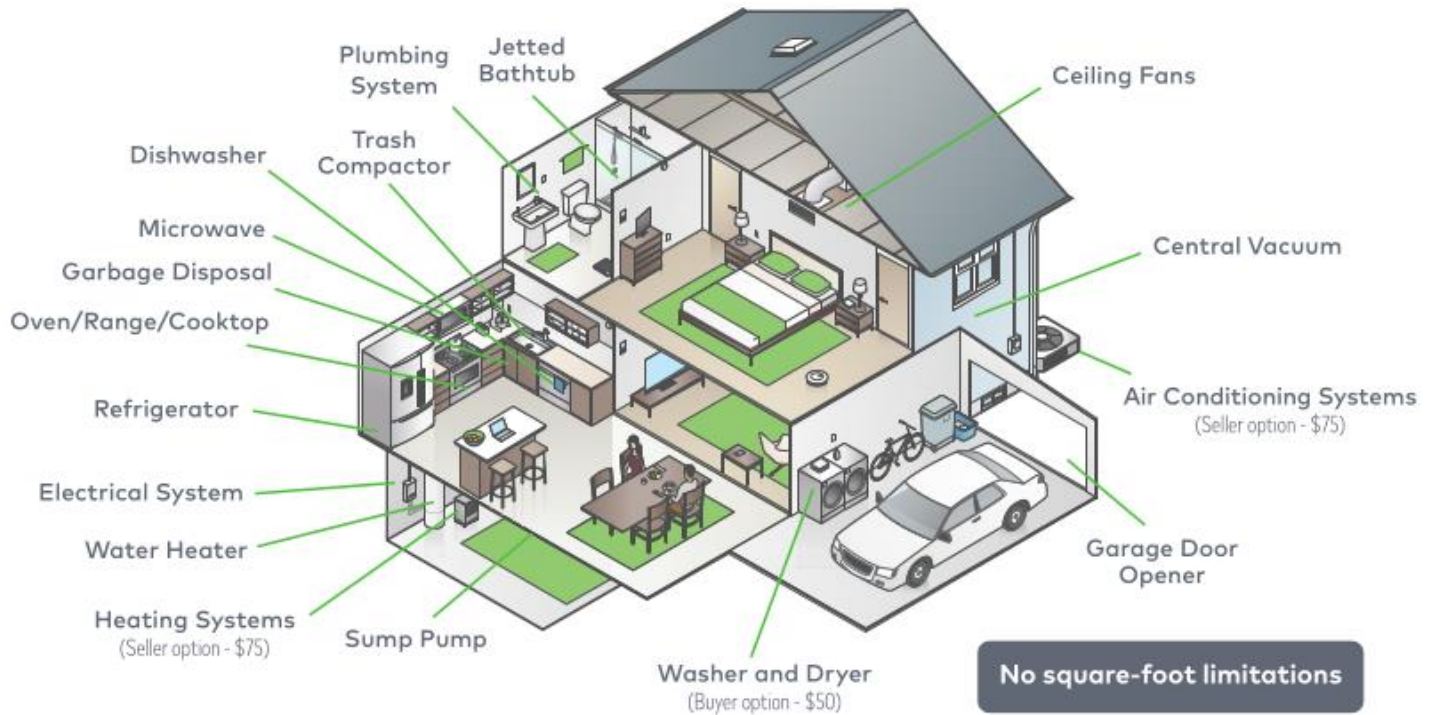 Plumbing
System
Jetted
Bathtub
Ceiling Fans
Trash
Compactor
Dishwasher
Microwave
Central Vacuum
Garbage Disposal
Oven/Range/Cooktop
Air Conditioning Systems
(Seller option - $75)
Refrigerator
Electrical System
Water Heater
Garage Door
Opener
Heating Systems
(Seller option - $75)
Sump Pump
Washer and Dryer
(Buyer option - $50)
No square-foot limitations